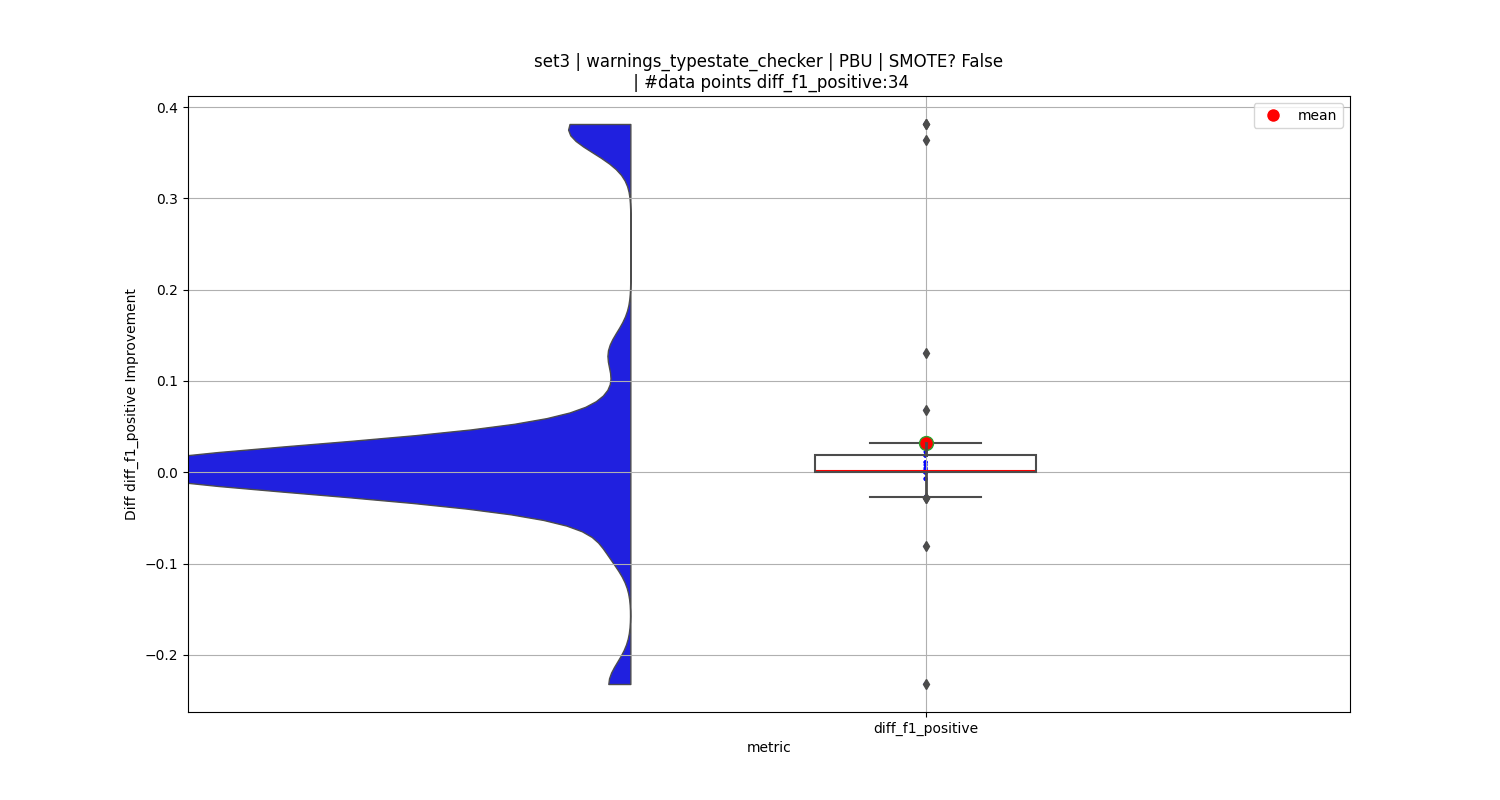 set3 | warnings_typestate_checker | PBU | SMOTE? False
| #data points diff_f1_positive:34
mean
0.4
0.3
0.2
0.1
0.0
−0.1
−0.2
Diff diff_f1_positive Improvement
diff_f1_positive
metric